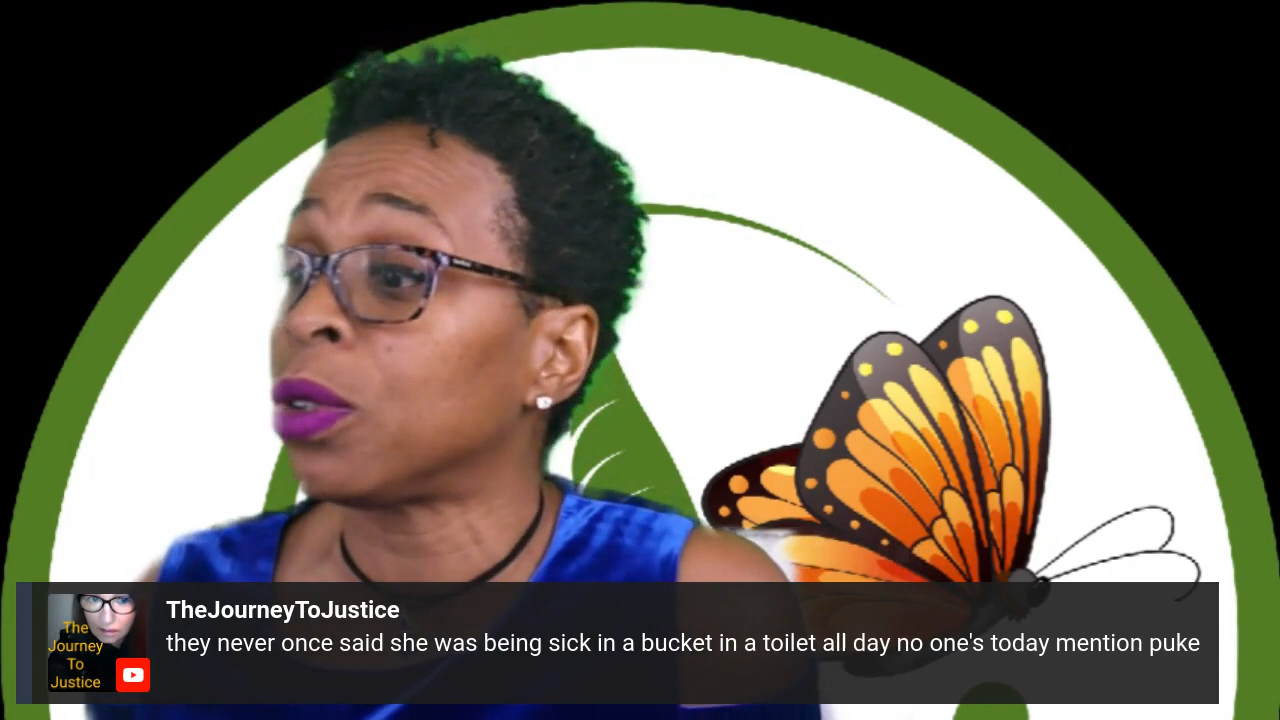 TheJourneyToJustice
they never once said she was being sick in a bucket in a toilet all day no one's today mention puke
The
Journey
To
Justice